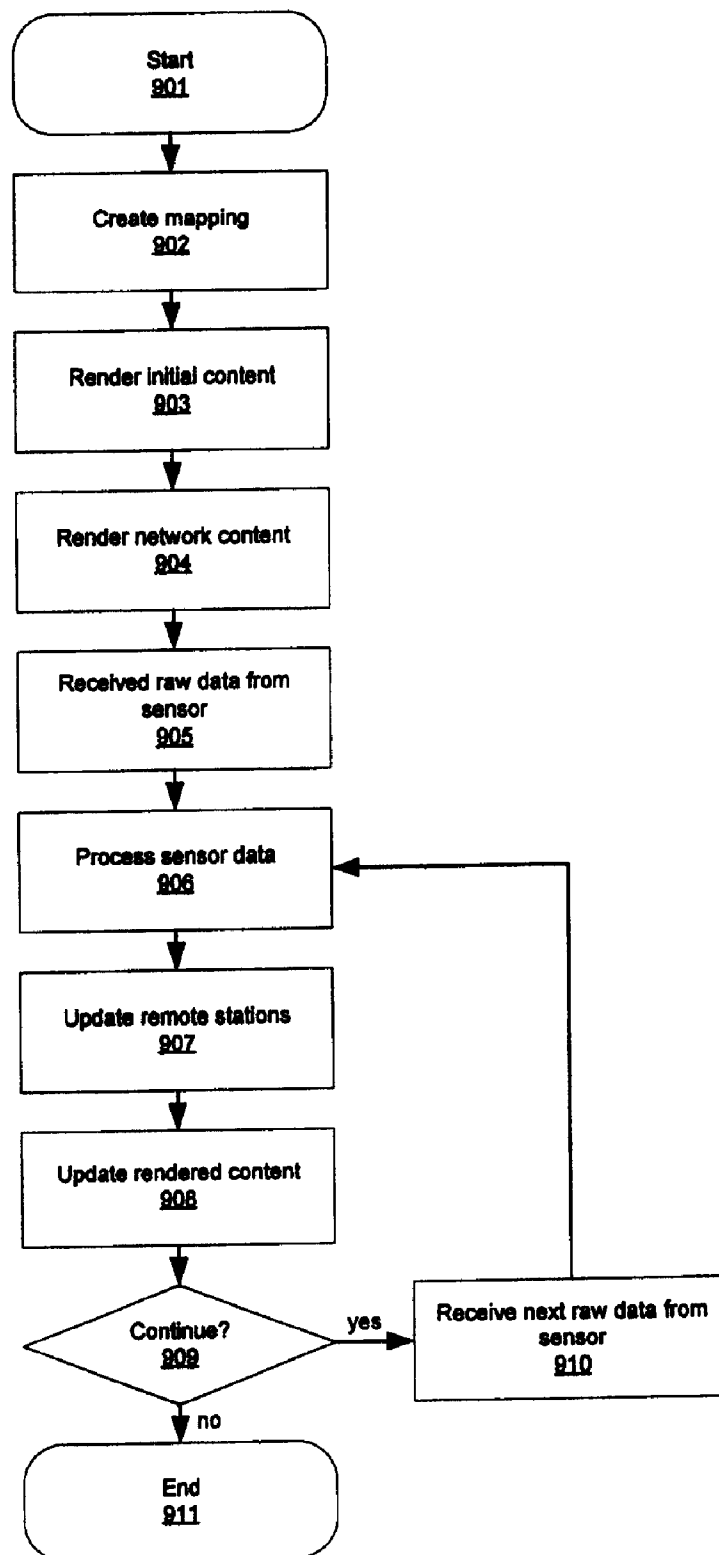 Start
901
Create mapping
902
Render initial content
903
Render network content
904
Received raw data from
sensor
905
Process sensor data
906
Update remote stations
907
Update rendered content
908
Continue?
909
yes
Receive next raw data from
sensor
910
no
End
911